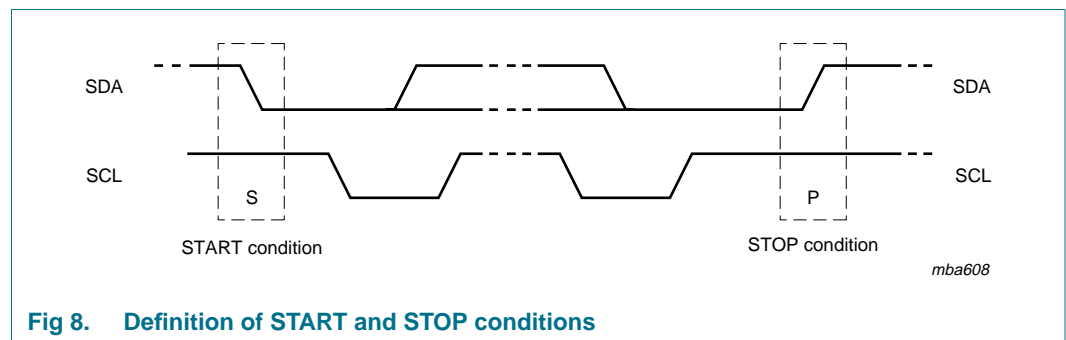 SDA SDA
SCL SCL
S P
START condition STOP condition
mba608
Fig 8. Definition of START and STOP conditions